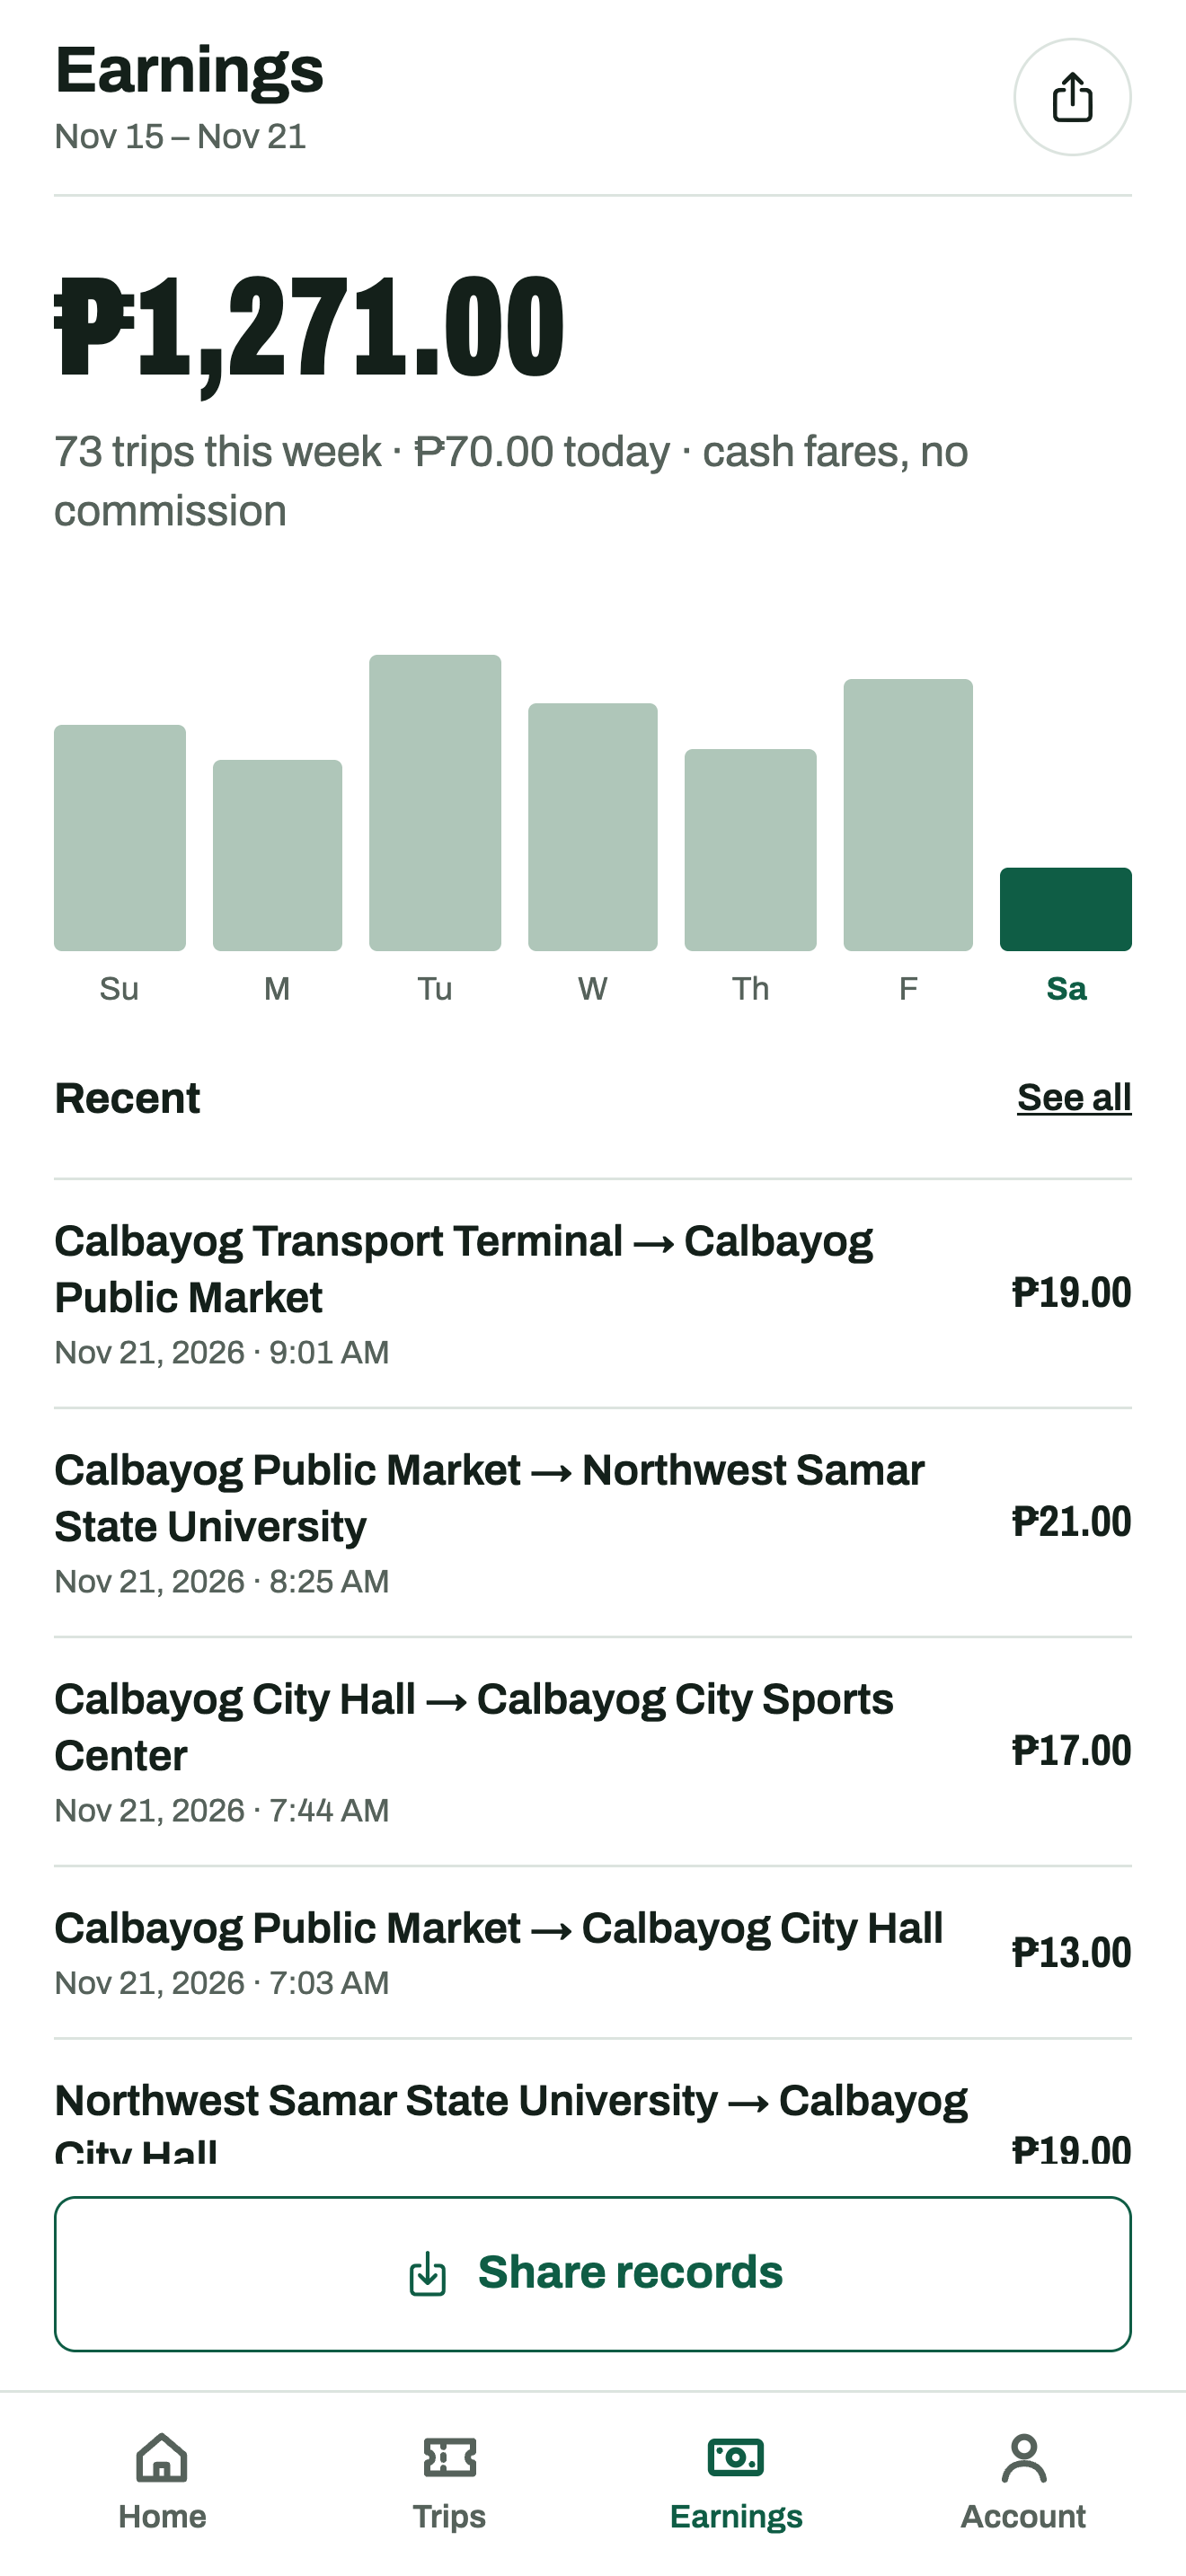 Earnings
Nov 15 – Nov 21
₱1,271.00
73 trips this week · ₱70.00 today · cash fares, no
commission
Su M Tu W Th F Sa
Recent See all
Calbayog Transport Terminal → Calbayog
Public Market
₱19.00
Nov 21, 2026 · 9:01 AM
Calbayog Public Market → Northwest Samar
State University
₱21.00
Nov 21, 2026 · 8:25 AM
Calbayog City Hall → Calbayog City Sports
Center
₱17.00
Nov 21, 2026 · 7:44 AM
Calbayog Public Market → Calbayog City Hall
₱13.00
Nov 21, 2026 · 7:03 AM
Northwest Samar State University → Calbayog
City Hall
₱19.00
Share records
Home Trips Earnings Account